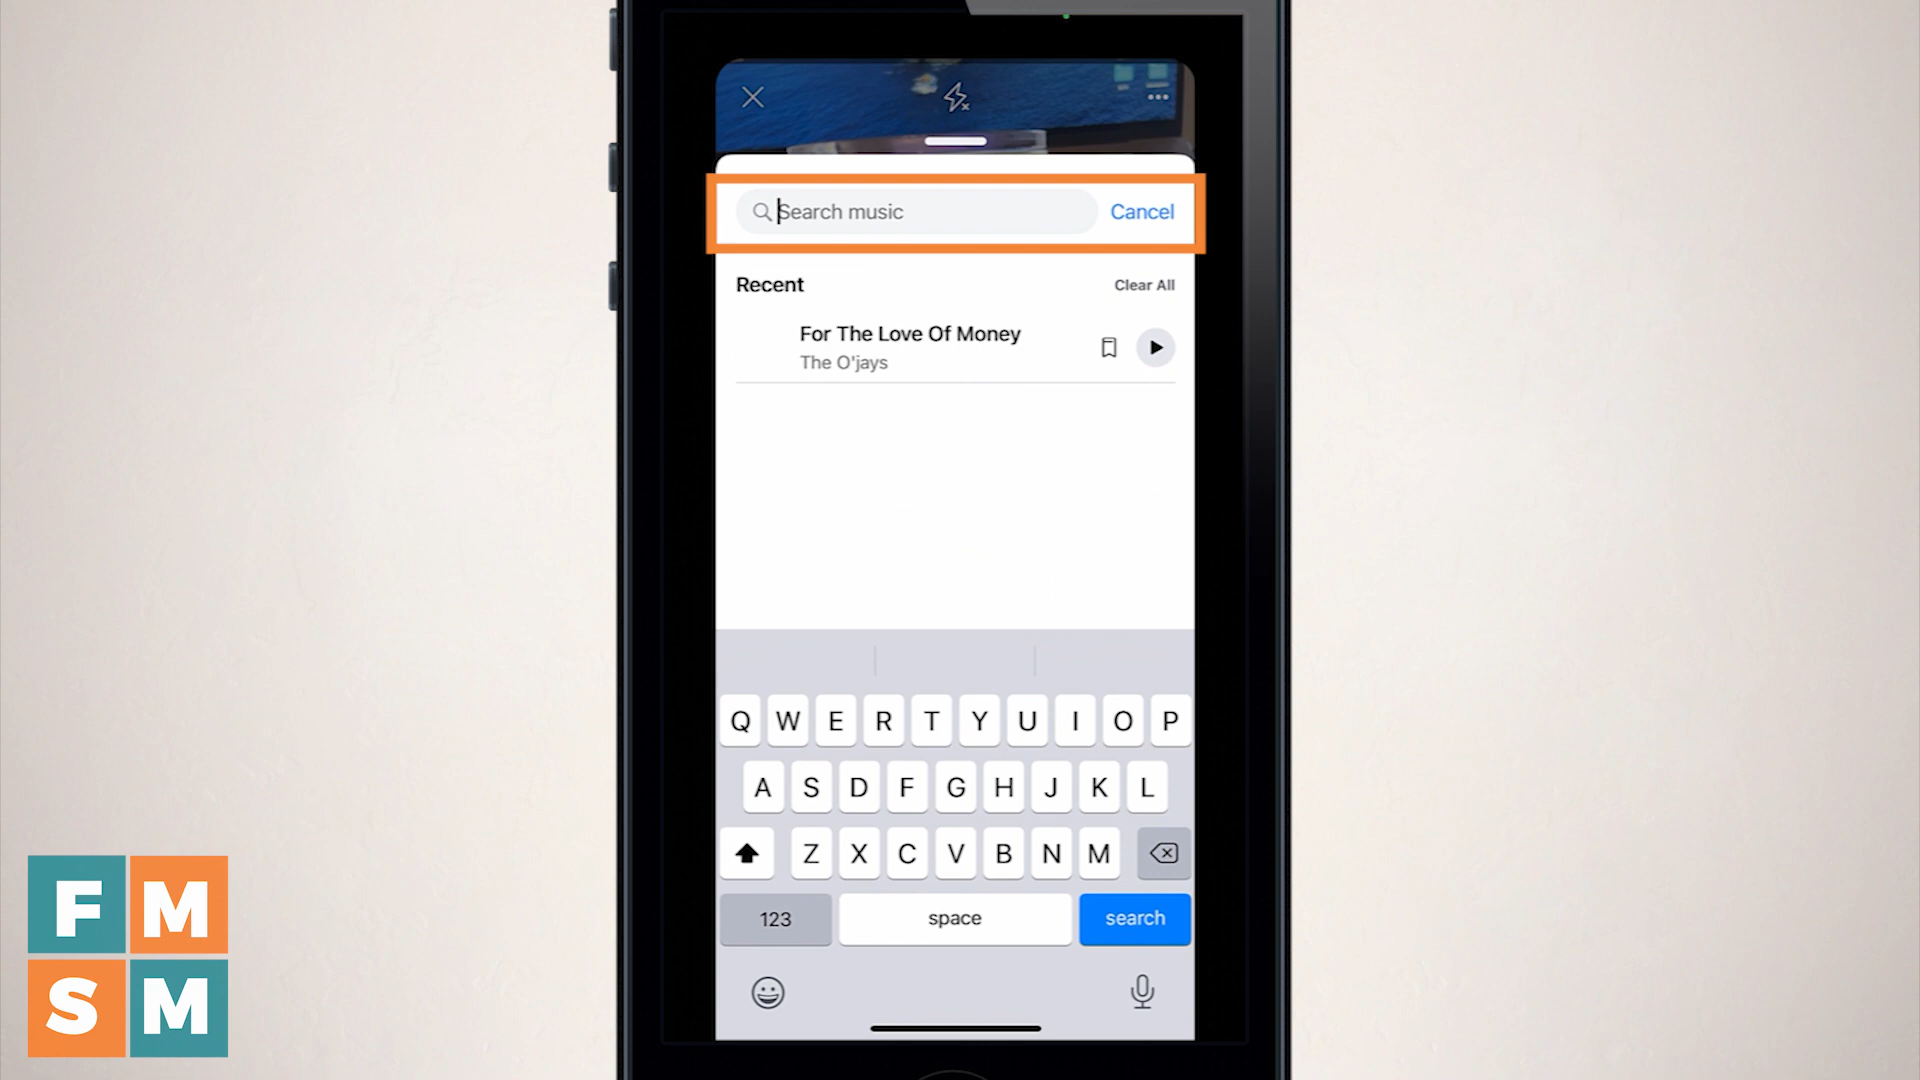 Search music Cancel
Recent Clear All
For The Love Of Money
The O'jays
Q W E R T Y U I O P
A S D F G H J K L
Z X C V B N M
123 space search
F M
S M